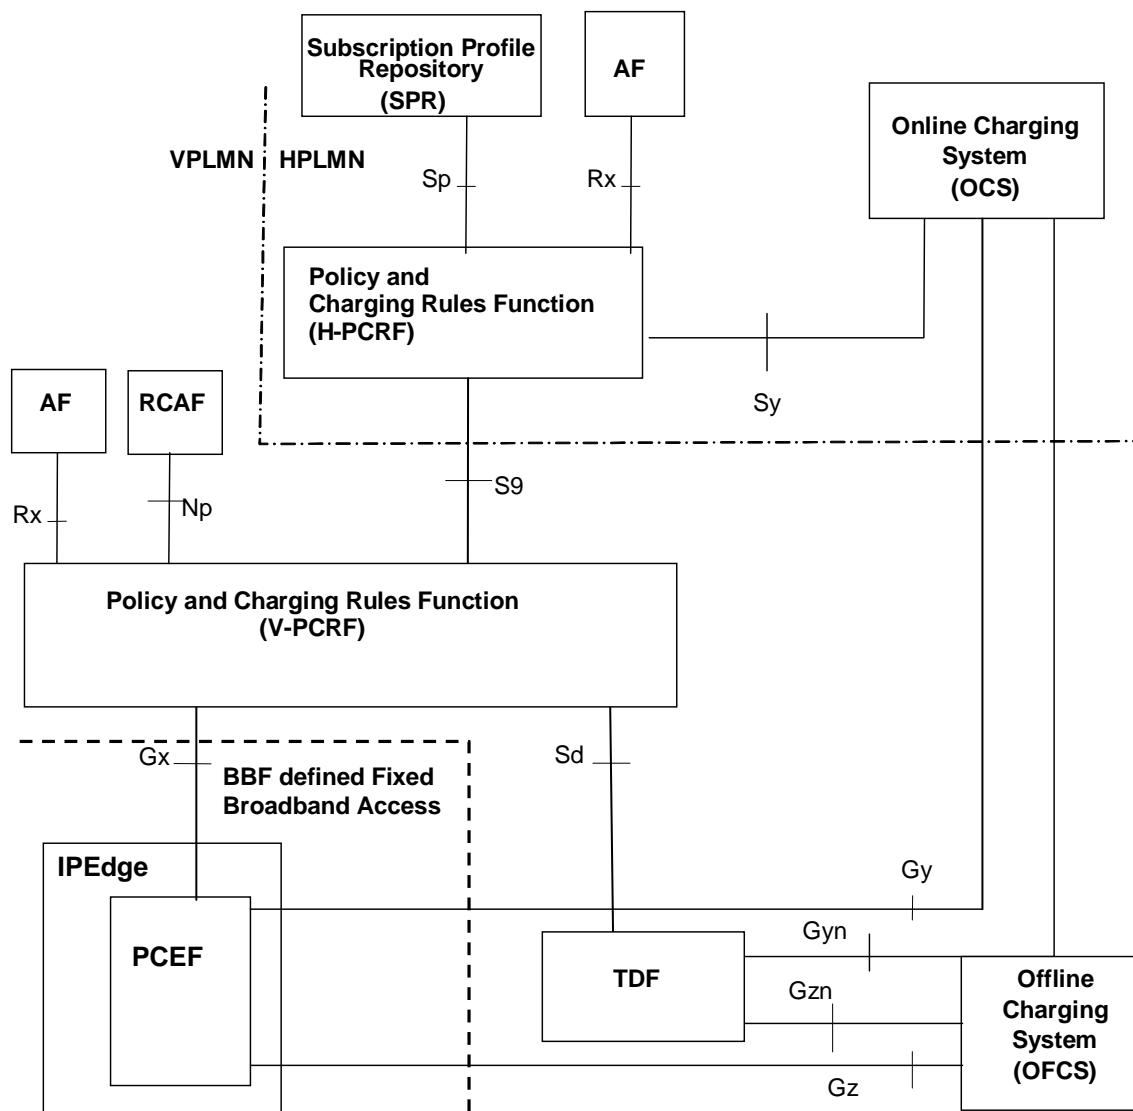 Subscription Profile
Repository
(SPR)
AF
Online Charging
System
(OCS)
VPLMN
HPLMN
Sp
Rx
Policy and
Charging Rules Function
(H-PCRF)
Sy
AF
RCAF
Rx
Np
S9
Policy and Charging Rules Function
(V-PCRF)
Gx
Sd
BBF defined Fixed
Broadband Access
IPEdge
PCEF
Gy
Gyn
TDF
Gzn
Gz
Offline
Charging
System
(OFCS)